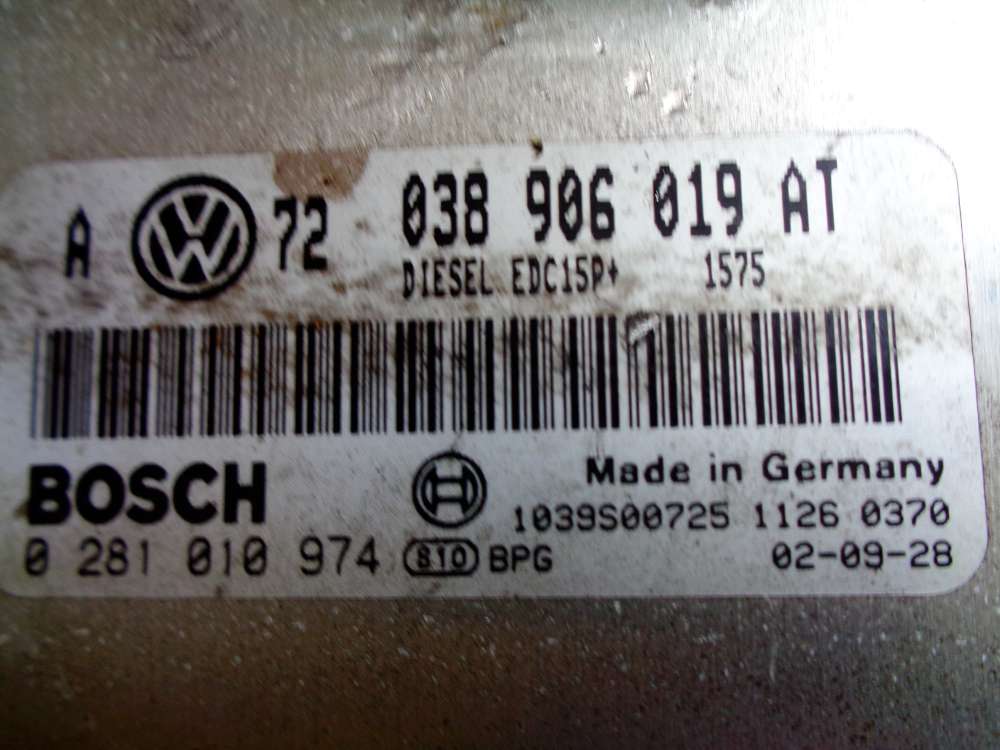 A VW 72 038 906 019 AT
DIESEL EDC15P+ 1575
BOSCH Made in Germany
1039S00725 1126 0370
0 281 010 974 810 BPG 02-09-28